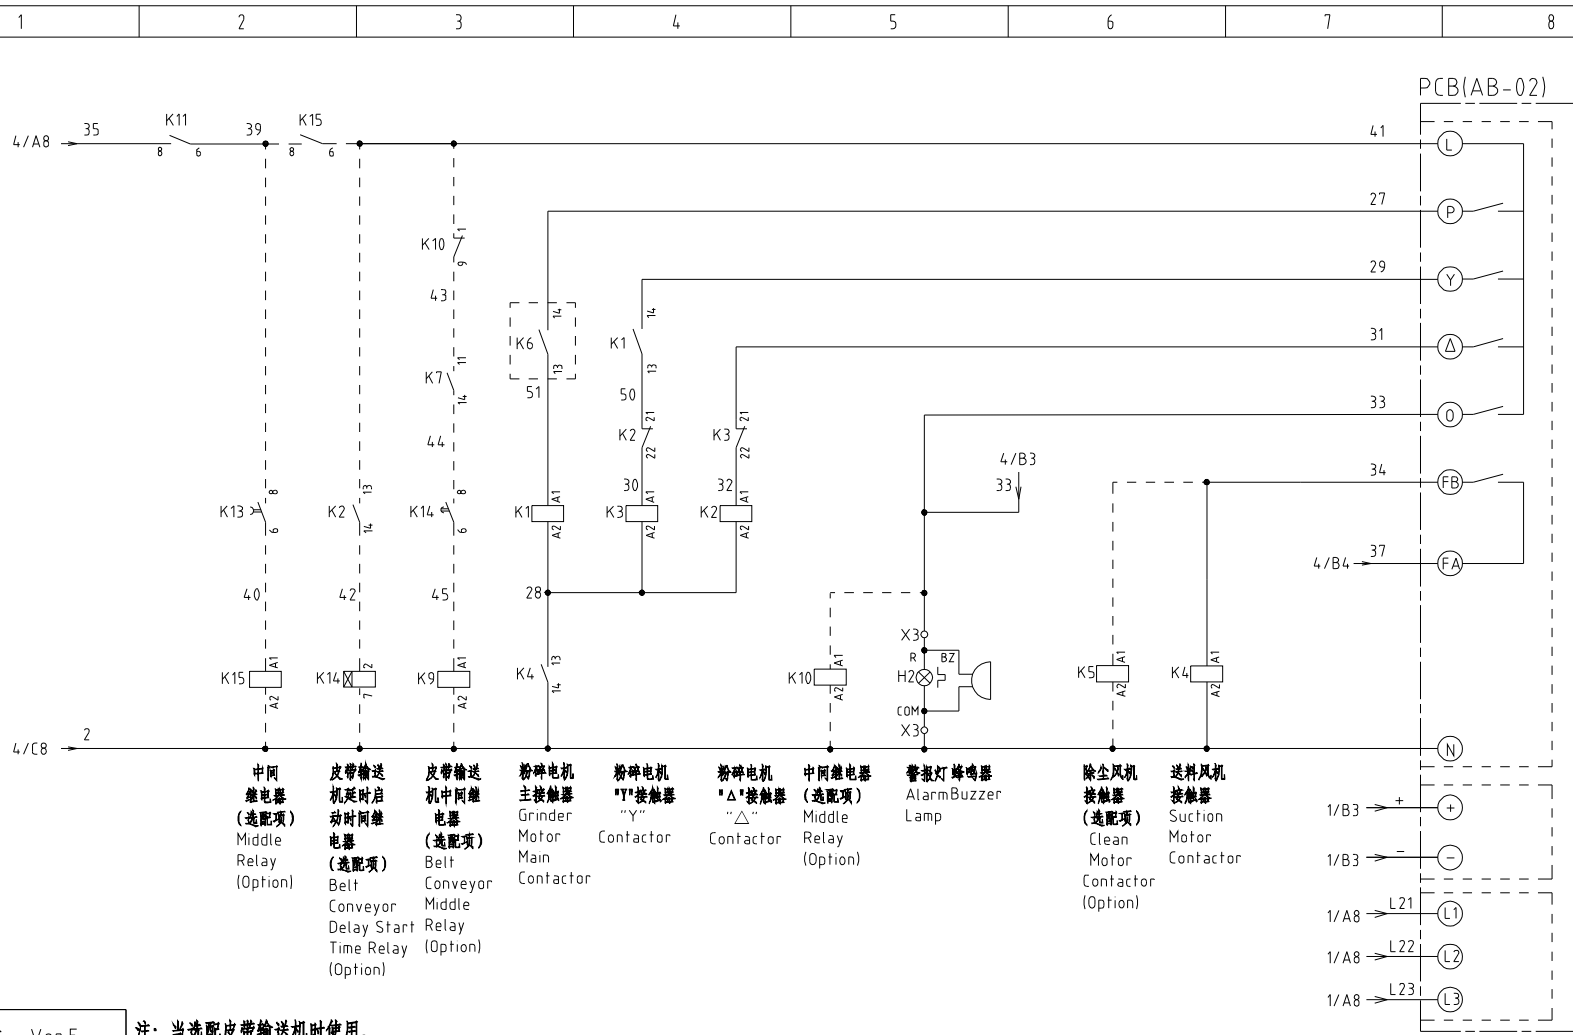 1 2 3 4 5 6 7 8
PCB(AB-02)
4/A8 35 K11 8 6 39 K15 8 6 41 L
27 P
K10 1 9
43
29 Y
K6 14 13
K1 14 13
31 Δ
K7 11 14
51
50
33 O
44
K2 21 22
K3 21 22
4/B3
33
34 FB
30
32
K13 8 6
K2 13 14
K14 8 6
K1 A1 A2
K3 A1 A2
K2 A1 A2
4/B4 37 FA
40
42
45
28
X3
R BZ
K15 A1 A2
K14 2 7
K9 A1 A2
K4 13 14
K10 A1 A2
H2
K5 A1 A2
K4 A1 A2
COM
X3
4/C8 2 N
中间
继电器
(选配项)
Middle
Relay
(Option)
皮带输送
机延时启
动时间继
电器
(选配项)
Belt
Conveyor
Delay Start
Time Relay
(Option)
皮带输送
机中间继
电器
(选配项)
Belt
Conveyor
Middle
Relay
(Option)
粉碎电机
主接触器
Grinder
Motor
Main
Contactor
粉碎电机
"Y"接触器
"Y"
Contactor
粉碎电机
"Δ"接触器
"△"
Contactor
中间继电器
(选配项)
Middle
Relay
(Option)
警报灯 蜂鸣器
AlarmBuzzer
Lamp
除尘风机
接触器
(选配项)
Clean
Motor
Contactor
(Option)
送料风机
接触器
Suction
Motor
Contactor
1/B3 + +
1/B3 - -
1/A8 L21 L1
1/A8 L22 L2
1/A8 L23 L3
注: 当选配皮带输送机时使用.